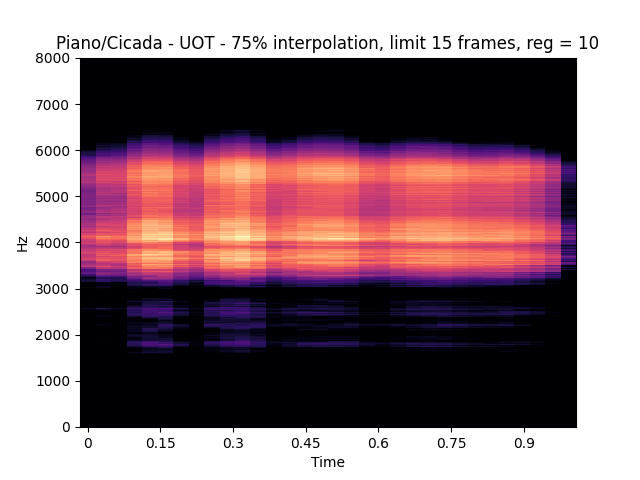 Piano/Cicada - UOT - 75% interpolation, limit 15 frames, reg = 10
8000
7000
6000
5000
4000
3000
2000
1000
0
Hz
0 0.15 0.3 0.45 0.6 0.75 0.9
Time